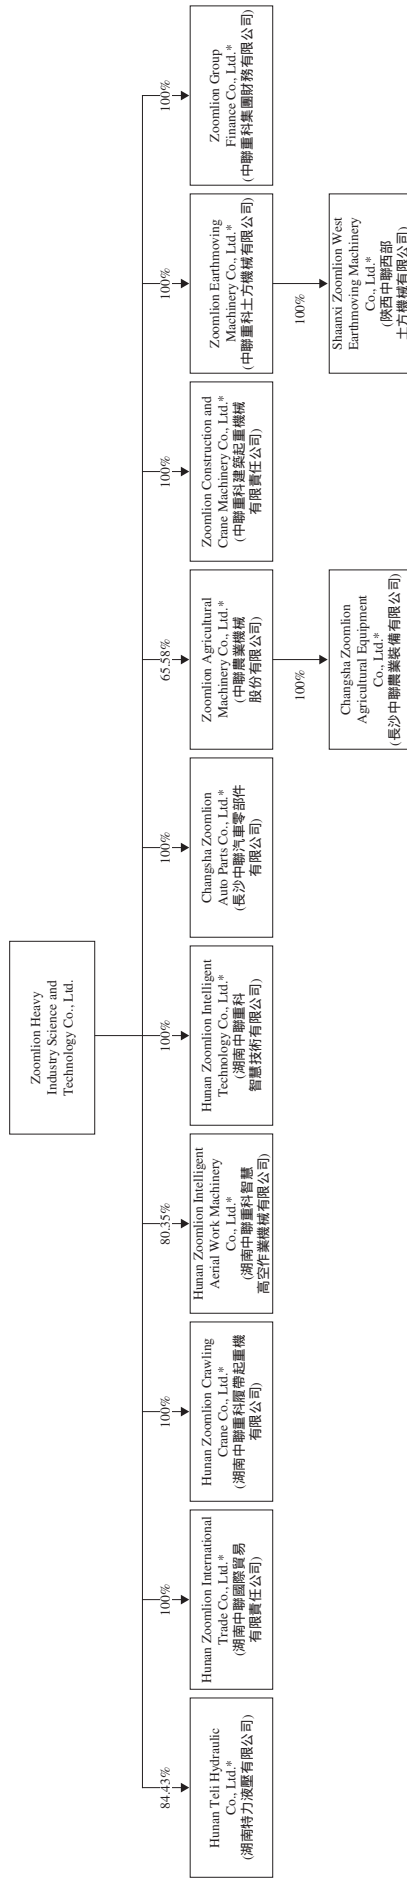 Zoomlion Heavy
Industry Science and
Technology Co., Ltd.
84.43%
100%
100%
80.35%
100%
100%
65.58%
100%
100%
100%
Hunan Teli Hydraulic
Co., Ltd.*
(湖南特力液壓有限公司)
Hunan Zoomlion International
Trade Co., Ltd.*
(湖南中聯國際貿易
有限責任公司)
Hunan Zoomlion Crawling
Crane Co., Ltd.*
(湖南中聯重科履帶起重機
有限公司)
Hunan Zoomlion Intelligent
Aerial Work Machinery
Co., Ltd.*
(湖南中聯重科智慧
高空作業機械有限公司)
Hunan Zoomlion Intelligent
Technology Co., Ltd.*
(湖南中聯重科
智慧技術有限公司)
Changsha Zoomlion
Auto Parts Co., Ltd.*
(長沙中聯汽車零部件
有限公司)
Zoomlion Agricultural
Machinery Co., Ltd.*
(中聯農業機械
股份有限公司)
Zoomlion Construction and
Crane Machinery Co., Ltd.*
(中聯重科建築起重機械
有限責任公司)
Zoomlion Earthmoving
Machinery Co., Ltd.*
(中聯重科土方機械有限公司)
Zoomlion Group
Finance Co., Ltd.*
(中聯重科集團財務有限公司)
100%
100%
Changsha Zoomlion
Agricultural Equipment
Co., Ltd.*
(長沙中聯農業裝備有限公司)
Shaanxi Zoomlion West
Earthmoving Machinery
Co., Ltd.*
(陝西中聯西部
土方機械有限公司)